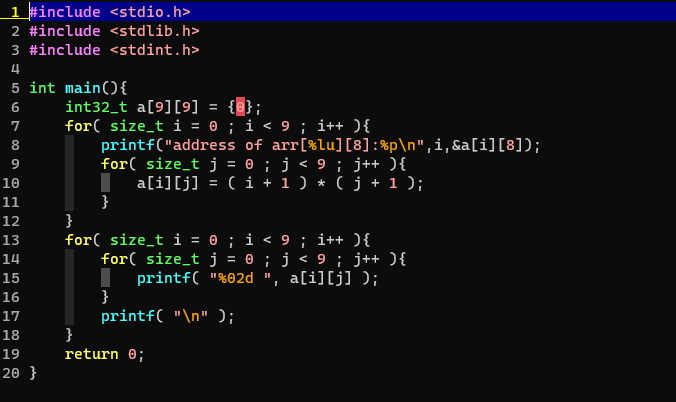 1 #include <stdio.h>
2 #include <stdlib.h>
3 #include <stdint.h>
4
5 int main(){
6     int32_t a[9][9] = {0};
7     for( size_t i = 0 ; i < 9 ; i++ ){
8         printf("address of arr[%lu][8]:%p\n",i,&a[i][8]);
9         for( size_t j = 0 ; j < 9 ; j++ ){
10             a[i][j] = ( i + 1 ) * ( j + 1 );
11         }
12     }
13     for( size_t i = 0 ; i < 9 ; i++ ){
14         for( size_t j = 0 ; j < 9 ; j++ ){
15             printf( "%02d ", a[i][j] );
16         }
17         printf( "\n" );
18     }
19     return 0;
20 }